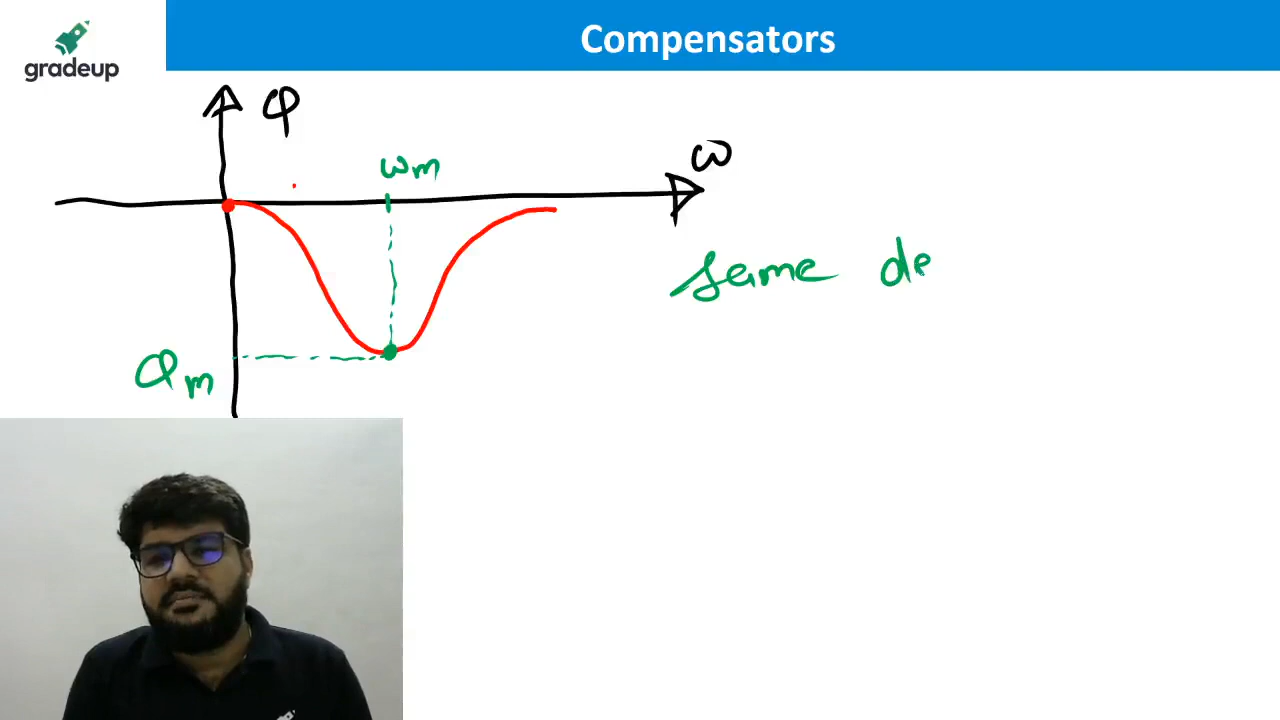 gradeup
Compensators
φ
ωm
ω
same de
φm